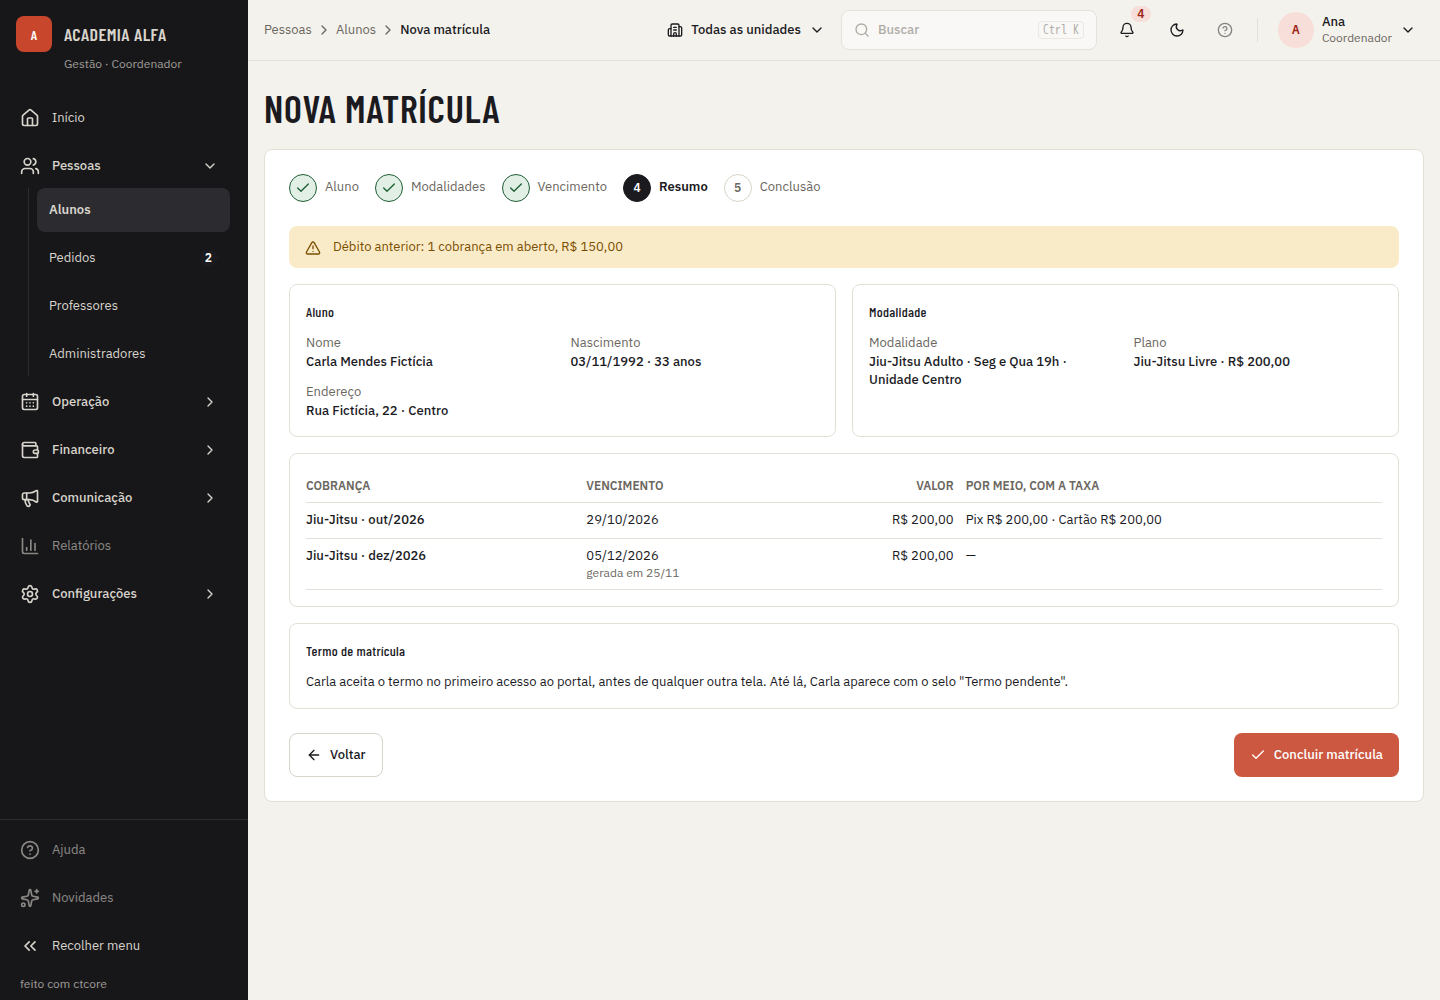 A
ACADEMIA ALFA
Gestão · Coordenador
Início
Pessoas
Alunos
Pedidos 2
Professores
Administradores
Operação
Financeiro
Comunicação
Relatórios
Configurações
Ajuda
Novidades
Recolher menu
feito com ctcore
Pessoas Alunos Nova matrícula
Todas as unidades
Buscar Ctrl K
4
A
Ana
Coordenador
NOVA MATRÍCULA
Aluno Modalidades Vencimento 4 Resumo 5 Conclusão
Débito anterior: 1 cobrança em aberto, R$ 150,00
Aluno
Nome Nascimento
Carla Mendes Fictícia 03/11/1992 · 33 anos
Endereço
Rua Fictícia, 22 · Centro
Modalidade
Modalidade Plano
Jiu-Jitsu Adulto · Seg e Qua 19h · Jiu-Jitsu Livre · R$ 200,00
Unidade Centro
COBRANÇA VENCIMENTO VALOR POR MEIO, COM A TAXA
Jiu-Jitsu · out/2026 29/10/2026 R$ 200,00 Pix R$ 200,00 · Cartão R$ 200,00
Jiu-Jitsu · dez/2026 05/12/2026 R$ 200,00 —
gerada em 25/11
Termo de matrícula
Carla aceita o termo no primeiro acesso ao portal, antes de qualquer outra tela. Até lá, Carla aparece com o selo "Termo pendente".
Voltar
Concluir matrícula